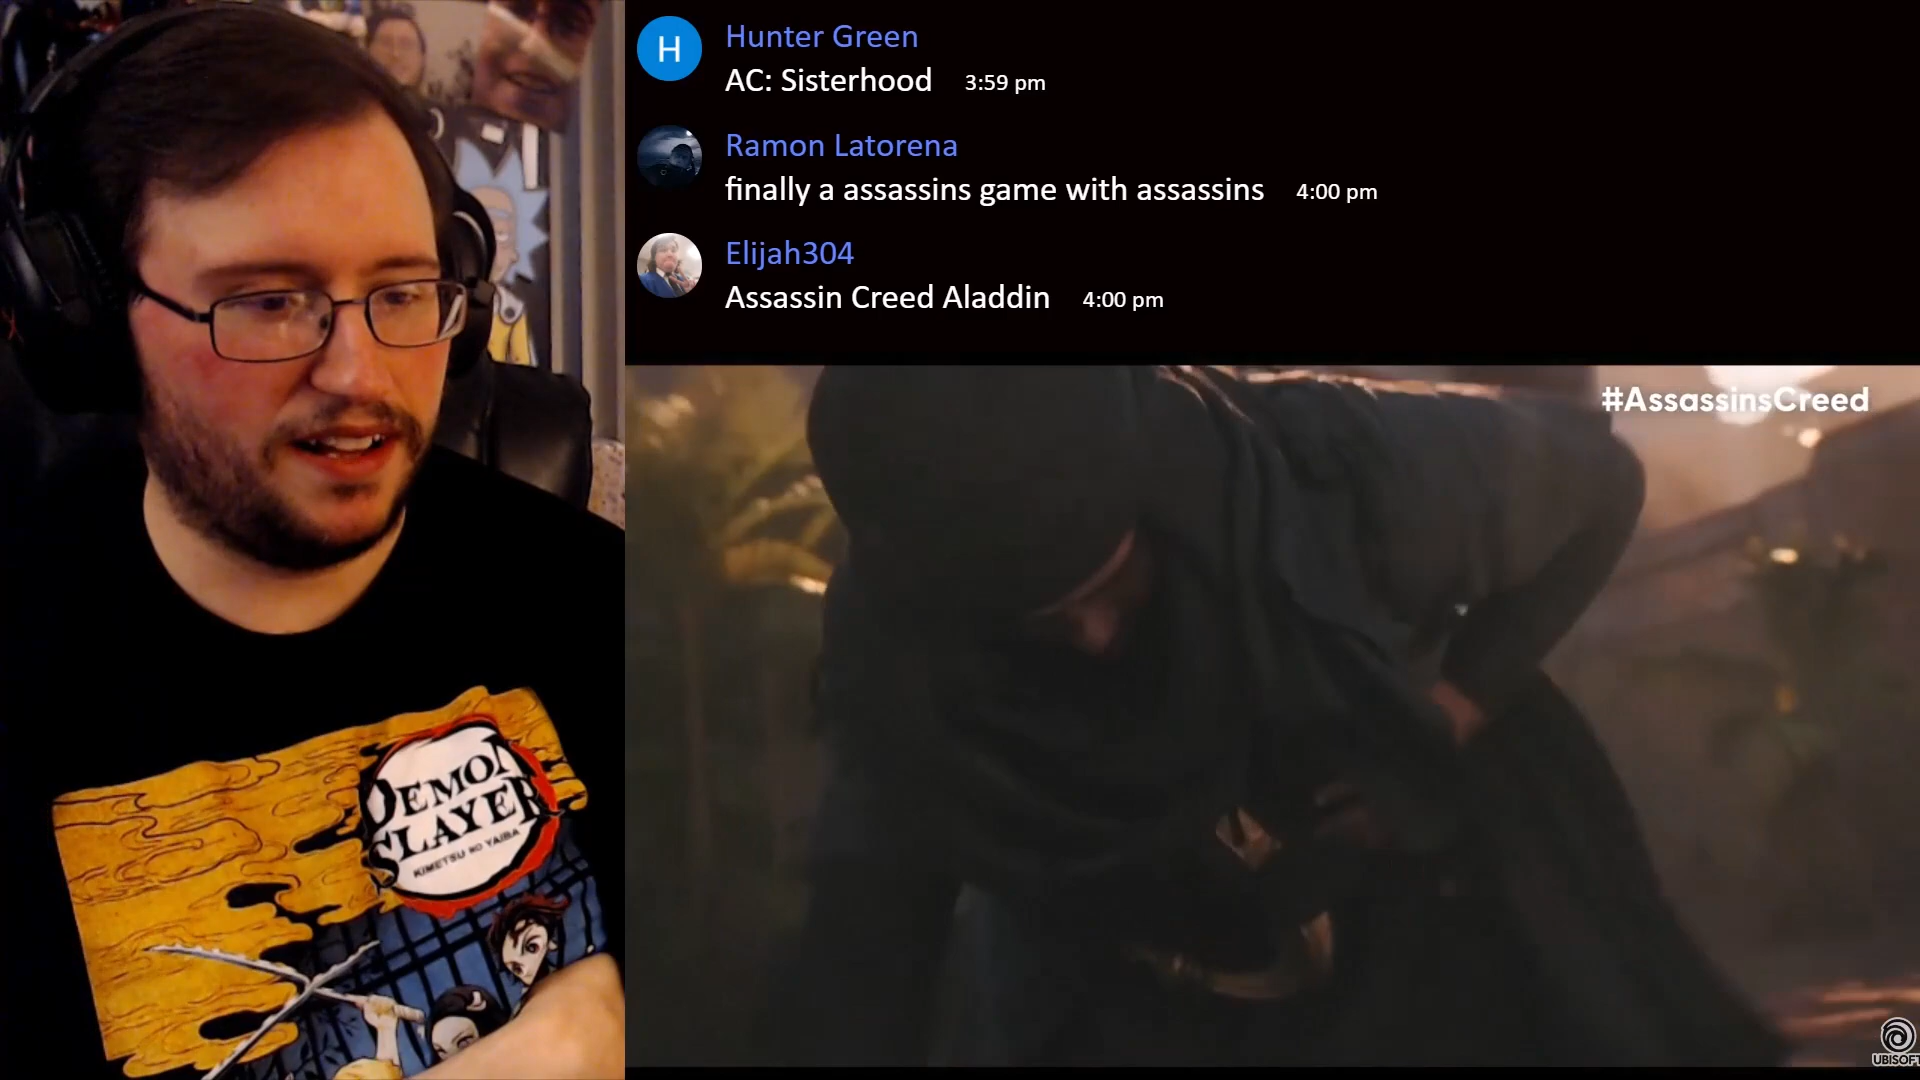 H
Hunter Green
AC: Sisterhood 3:59 pm
Ramon Latorena
finally a assassins game with assassins 4:00 pm
Elijah304
Assassin Creed Aladdin 4:00 pm
#AssassinsCreed
DEMON
SLAYER
KIMETSU NO YAIBA
UBISOFT